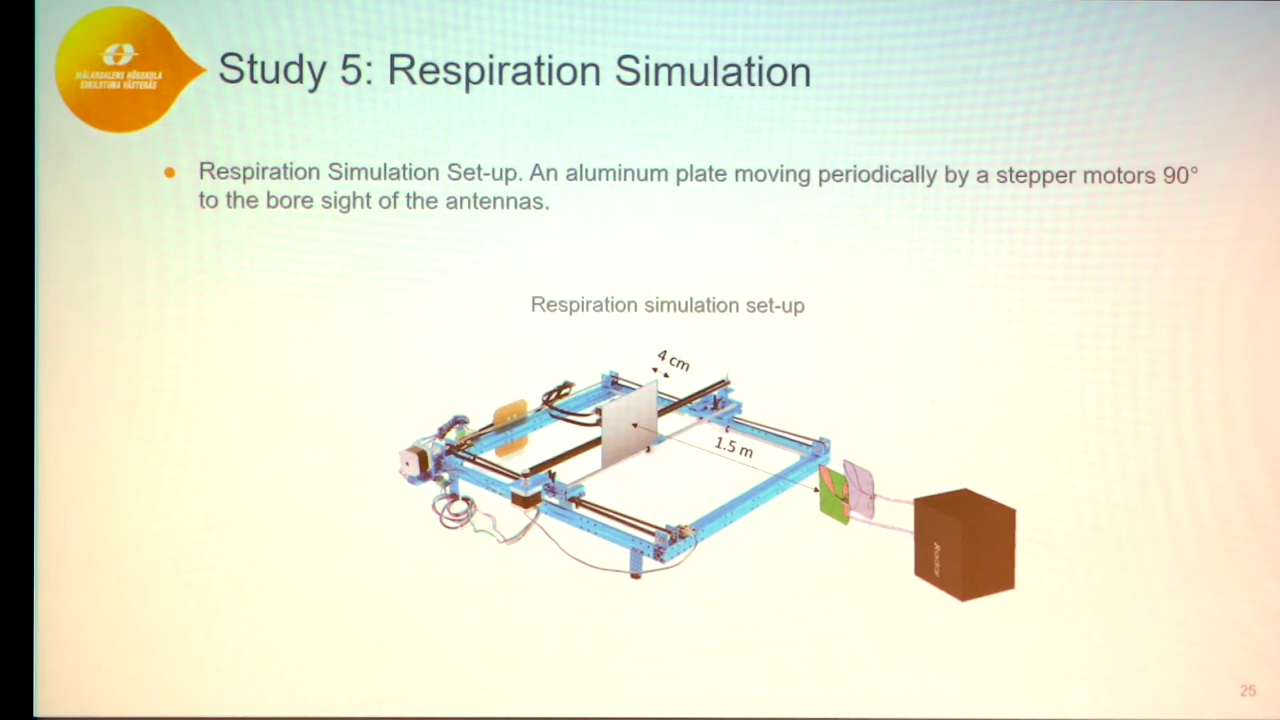 MÄLARDALENS HÖGSKOLA
ESKILSTUNA VÄSTERÅS
Study 5: Respiration Simulation
Respiration Simulation Set-up. An aluminum plate moving periodically by a stepper motors 90°
to the bore sight of the antennas.
Respiration simulation set-up
4 cm
1.5 m
Radar
25